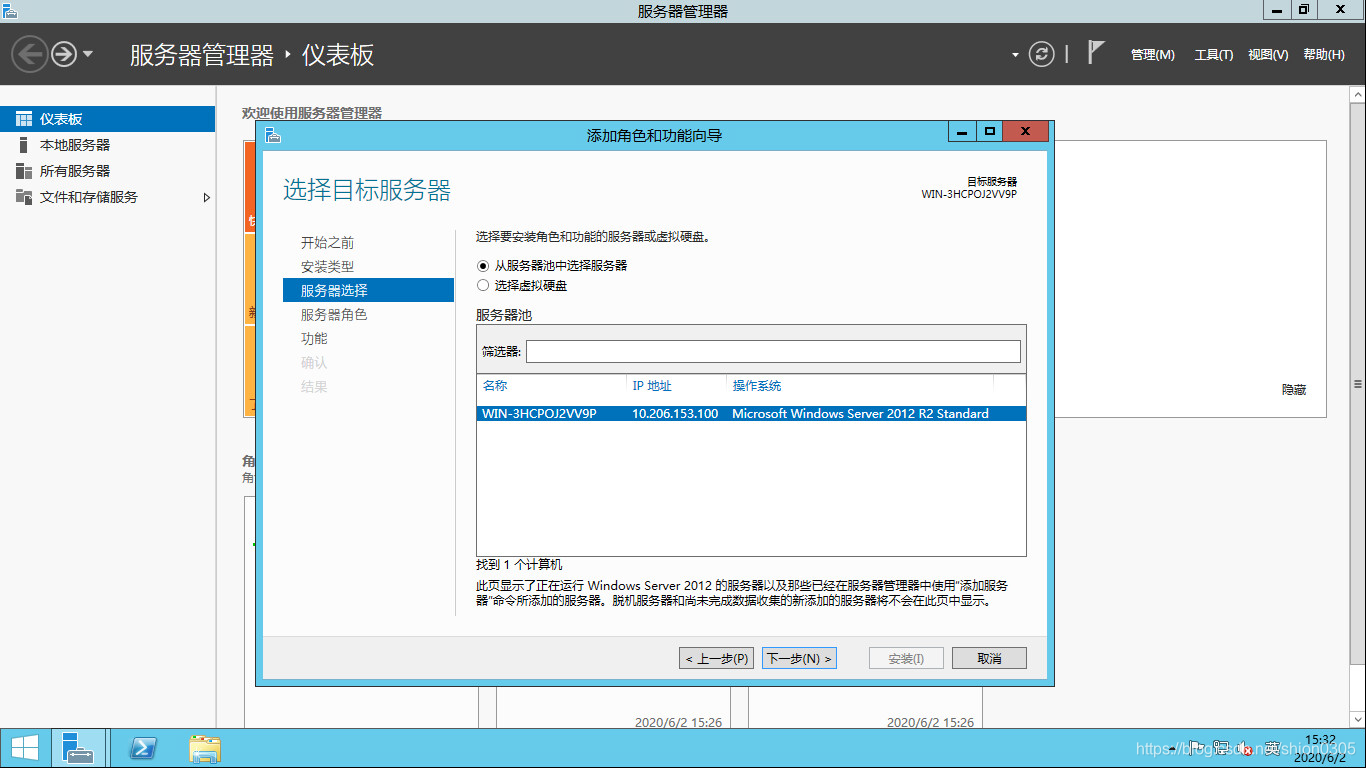 服务器管理器
服务器管理器 · 仪表板
管理(M) 工具(T) 视图(V) 帮助(H)
仪表板
本地服务器
所有服务器
文件和存储服务
欢迎使用服务器管理器
隐藏
角
角
添加角色和功能向导
选择目标服务器
目标服务器
WIN-3HCPOJ2VV9P
开始之前
安装类型
服务器选择
服务器角色
功能
确认
结果
选择要安装角色和功能的服务器或虚拟硬盘。
从服务器池中选择服务器
选择虚拟硬盘
服务器池
筛选器:
名称 IP 地址 操作系统
WIN-3HCPOJ2VV9P 10.206.153.100 Microsoft Windows Server 2012 R2 Standard
找到 1 个计算机
此页显示了正在运行 Windows Server 2012 的服务器以及那些已经在服务器管理器中使用"添加服务
器"命令所添加的服务器。脱机服务器和尚未完成数据收集的新添加的服务器将不会在此页中显示。
< 上一步(P) 下一步(N) > 安装(I) 取消
2020/6/2 15:26 2020/6/2 15:26
英
15:32
2020/6/2